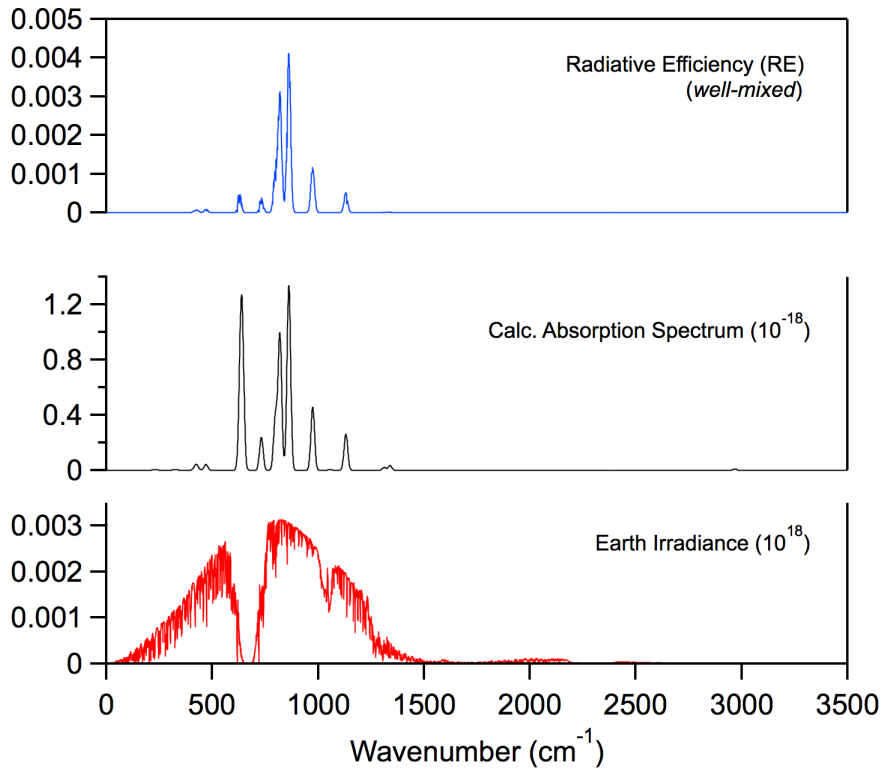 0.005
0.004
0.003
0.002
0.001
0
Radiative Efficiency (RE)
(well-mixed)
1.2
0.8
0.4
0
Calc. Absorption Spectrum (10⁻¹⁸)
0.003
0.002
0.001
0
Earth Irradiance (10¹⁸)
0 500 1000 1500 2000 2500 3000 3500
Wavenumber (cm⁻¹)